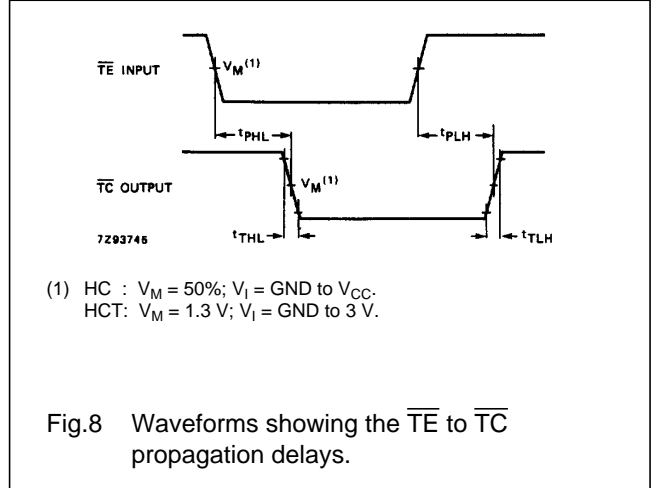 TE INPUT
VM(1)
tPHL
tPLH
TC OUTPUT
VM(1)
7Z93746
tTHL
tTLH
(1) HC : VM = 50%; VI = GND to VCC.
HCT: VM = 1.3 V; VI = GND to 3 V.
Fig.8 Waveforms showing the TE to TC
propagation delays.